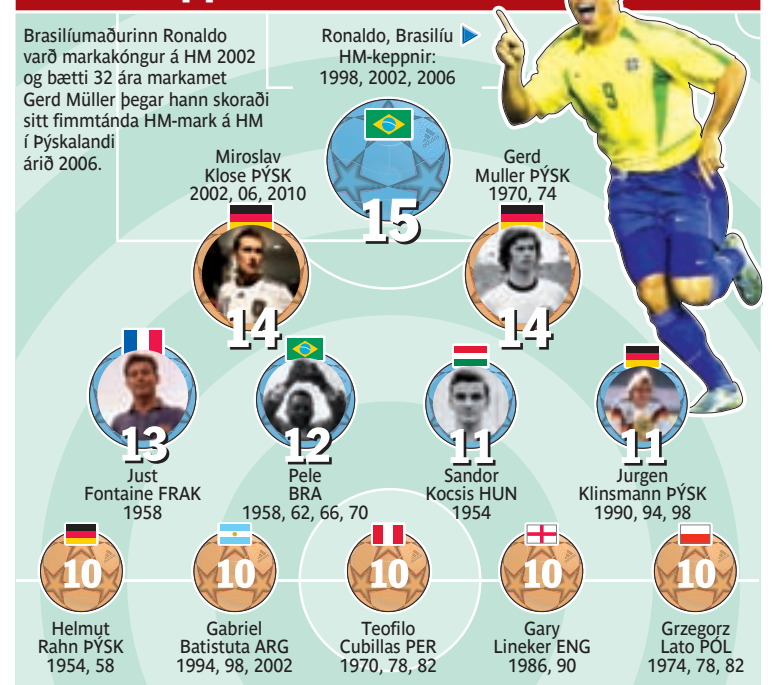 Brasilíumaðurinn Ronaldo
varð markakóngur á HM 2002
og bætti 32 ára markamet
Gerd Müller þegar hann skoraði
sitt fimmtánda HM-mark á HM
í Þýskalandi
árið 2006.
Ronaldo, Brasilíu
HM-keppnir:
1998, 2002, 2006
15
9
Miroslav
Klose ÞÝSK
2002, 06, 2010
14
Gerd
Muller ÞÝSK
1970, 74
14
13
Just
Fontaine FRAK
1958
12
Pele
BRA
1958, 62, 66, 70
11
Sandor
Kocsis HUN
1954
11
Jurgen
Klinsmann ÞÝSK
1990, 94, 98
10
Helmut
Rahn ÞÝSK
1954, 58
10
Gabriel
Batistuta ARG
1994, 98, 2002
10
Teofilo
Cubillas PER
1970, 78, 82
10
Gary
Lineker ENG
1986, 90
10
Grzegorz
Lato PÓL
1974, 78, 82